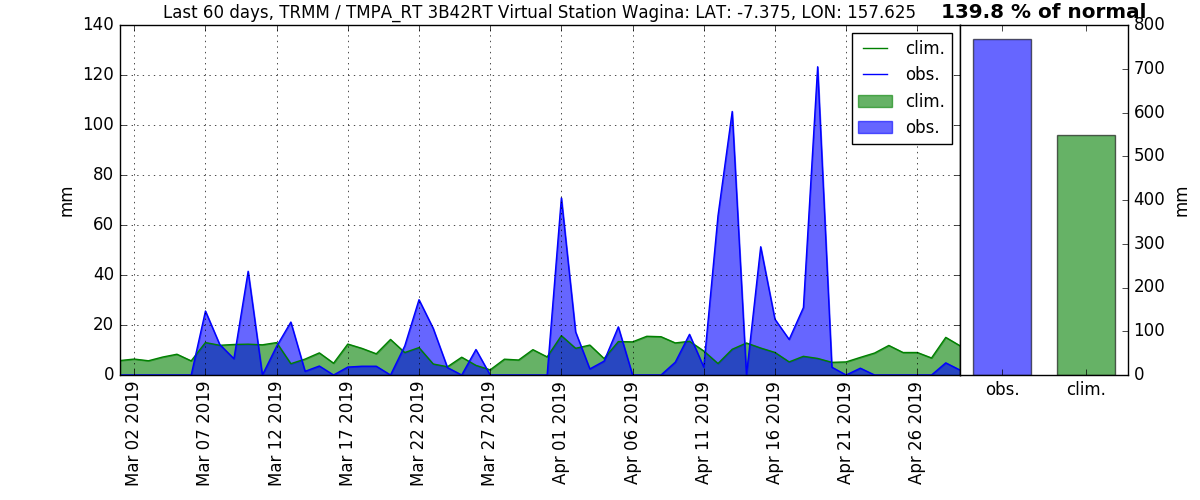 Last 60 days, TRMM / TMPA_RT 3B42RT Virtual Station Wagina: LAT: -7.375, LON: 157.625
139.8 % of normal
140
120
100
80
60
40
20
0
mm
clim.
obs.
clim.
obs.
800
700
600
500
400
300
200
100
0
mm
obs.
clim.
Mar 02 2019
Mar 07 2019
Mar 12 2019
Mar 17 2019
Mar 22 2019
Mar 27 2019
Apr 01 2019
Apr 06 2019
Apr 11 2019
Apr 16 2019
Apr 21 2019
Apr 26 2019